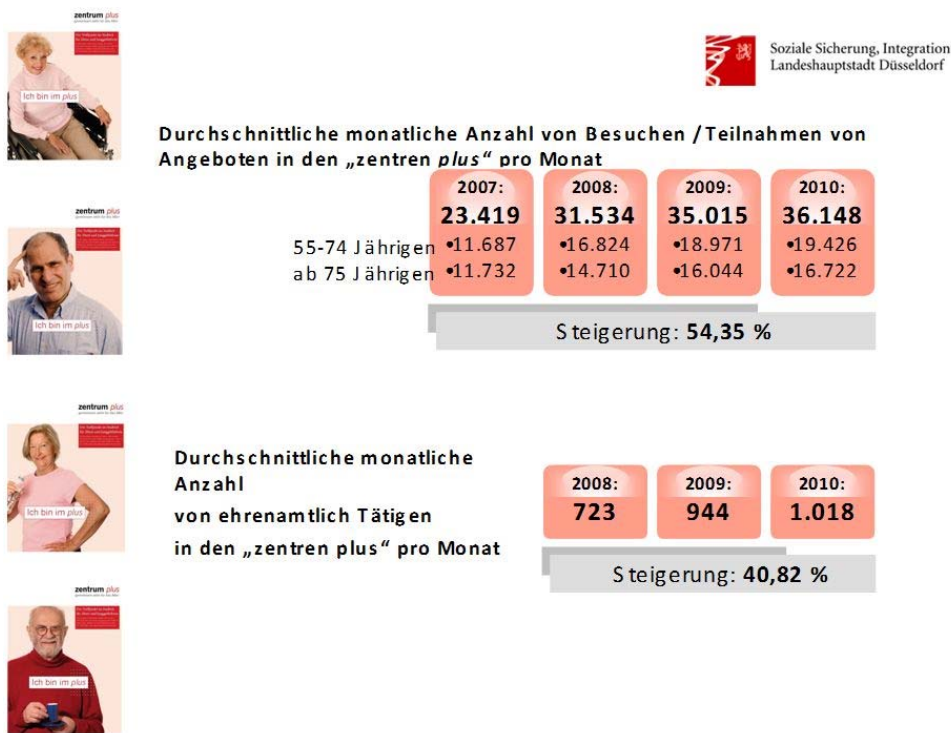 zentrum plus
Ich bin im plus
Soziale Sicherung, Integration
Landeshauptstadt Düsseldorf
Durchschnittliche monatliche Anzahl von Besuchen / Teilnahmen von
Angeboten in den „zentren plus“ pro Monat
2007: 2008: 2009: 2010:
23.419 31.534 35.015 36.148
55-74 Jährigen •11.687 •16.824 •18.971 •19.426
ab 75 Jährigen •11.732 •14.710 •16.044 •16.722
Steigerung: 54,35 %
zentrum plus
Ich bin im plus
zentrum plus
Ich bin im plus
Durchschnittliche monatliche
Anzahl
von ehrenamtlich Tätigen
in den „zentren plus“ pro Monat
2008: 2009: 2010:
723 944 1.018
Steigerung: 40,82 %
zentrum plus
Ich bin im plus